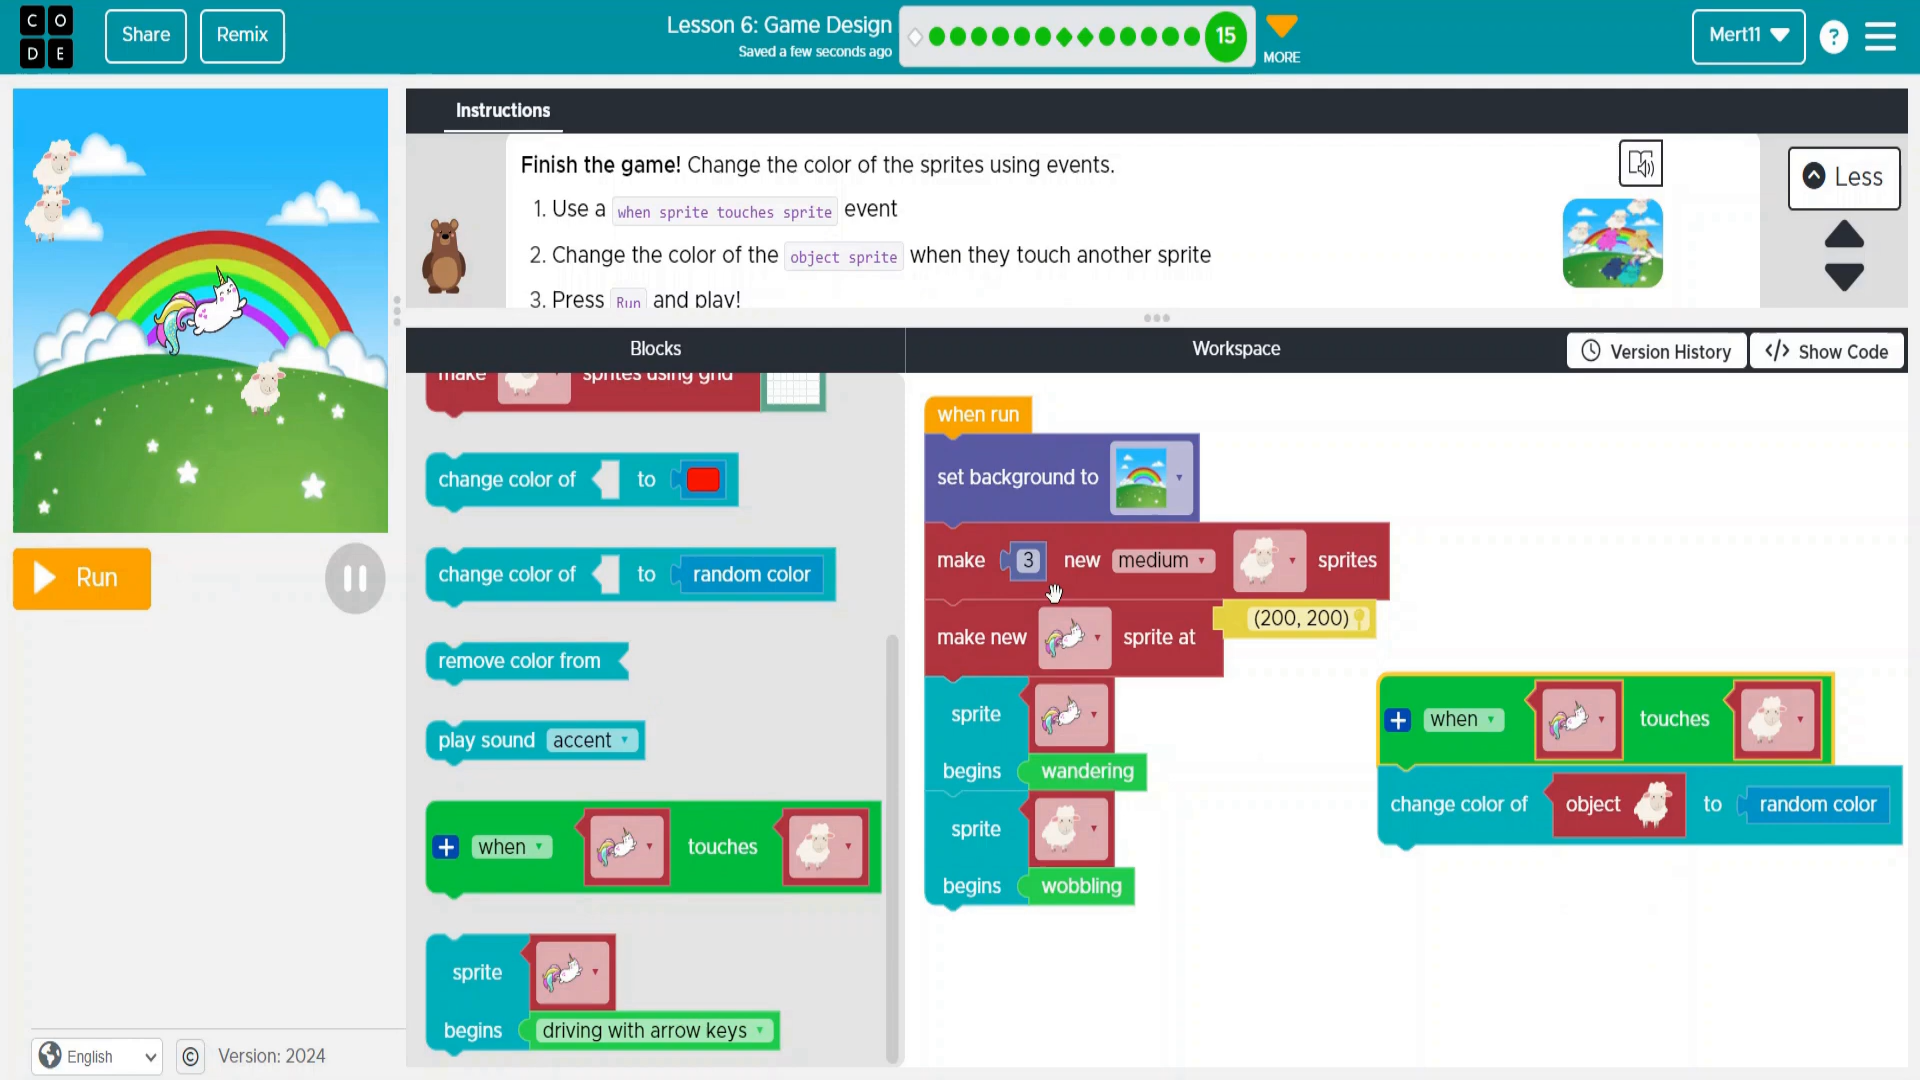 C O
D E
Share
Remix
Lesson 6: Game Design
Saved a few seconds ago
15
MORE
Mert11
?
Instructions
Finish the game! Change the color of the sprites using events.
1. Use a when sprite touches sprite event
2. Change the color of the object sprite when they touch another sprite
3. Press Run and play!
Less
Run
Blocks
Workspace
Version History
</> Show Code
make sprites using grid
change color of to
change color of to random color
remove color from
play sound accent
+ when touches
sprite
begins driving with arrow keys
when run
set background to
make 3 new medium sprites
make new sprite at (200, 200)
sprite
begins wandering
sprite
begins wobbling
+ when touches
change color of object to random color
English
© Version: 2024